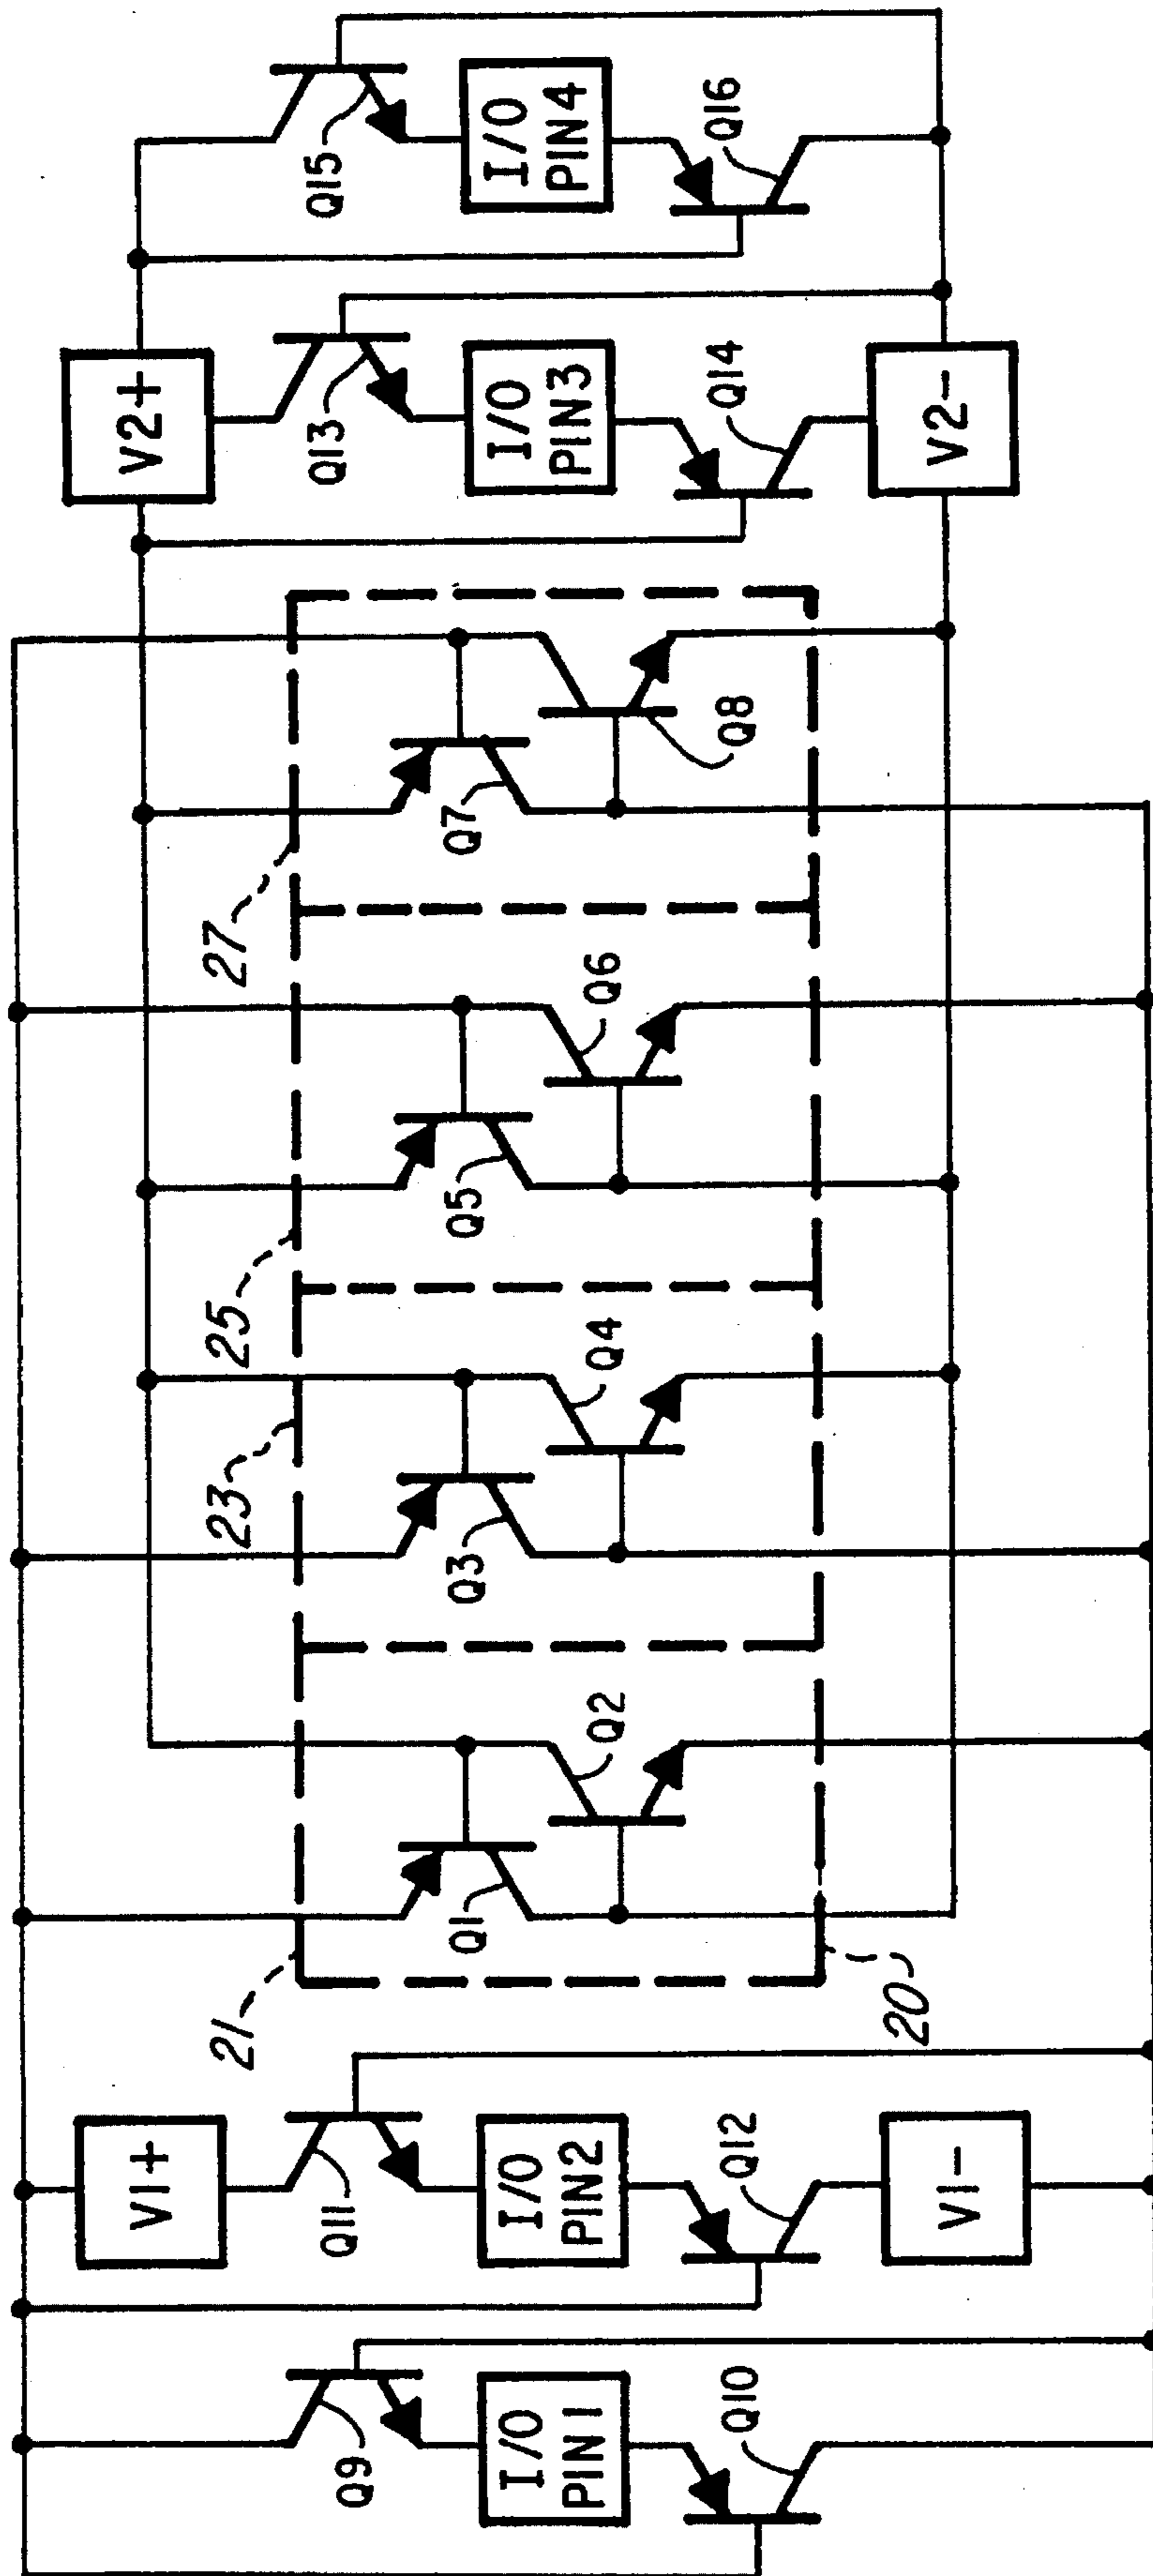 Q15
I/O
PIN4
Q16
V2+
Q13
I/O
PIN3
Q14
V2-
27
Q7
Q8
25
Q5
Q6
23
Q3
Q4
21
Q1
Q2
20
V1+
Q11
I/O
PIN2
Q12
V1-
Q9
I/O
PIN1
Q10